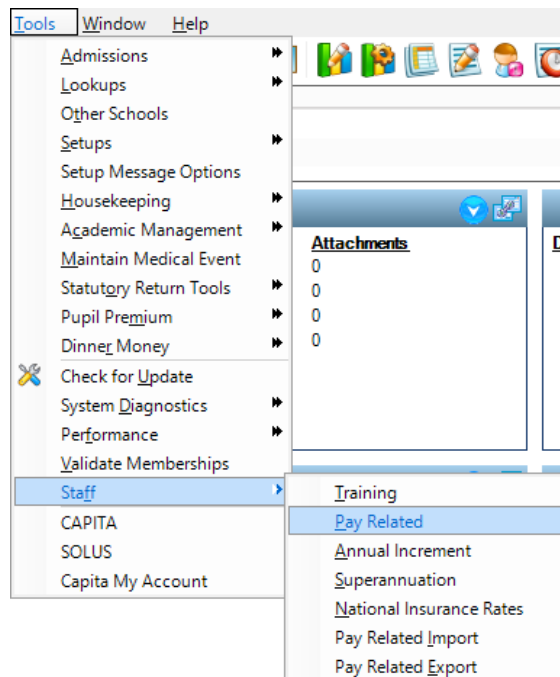 Tools Window Help
Admissions
Lookups
Other Schools
Setups
Setup Message Options
Housekeeping
Academic Management
Maintain Medical Event
Statutory Return Tools
Pupil Premium
Dinner Money
Check for Update
System Diagnostics
Performance
Validate Memberships
Staff
CAPITA
SOLUS
Capita My Account
Attachments
0
0
0
0
Training
Pay Related
Annual Increment
Superannuation
National Insurance Rates
Pay Related Import
Pay Related Export